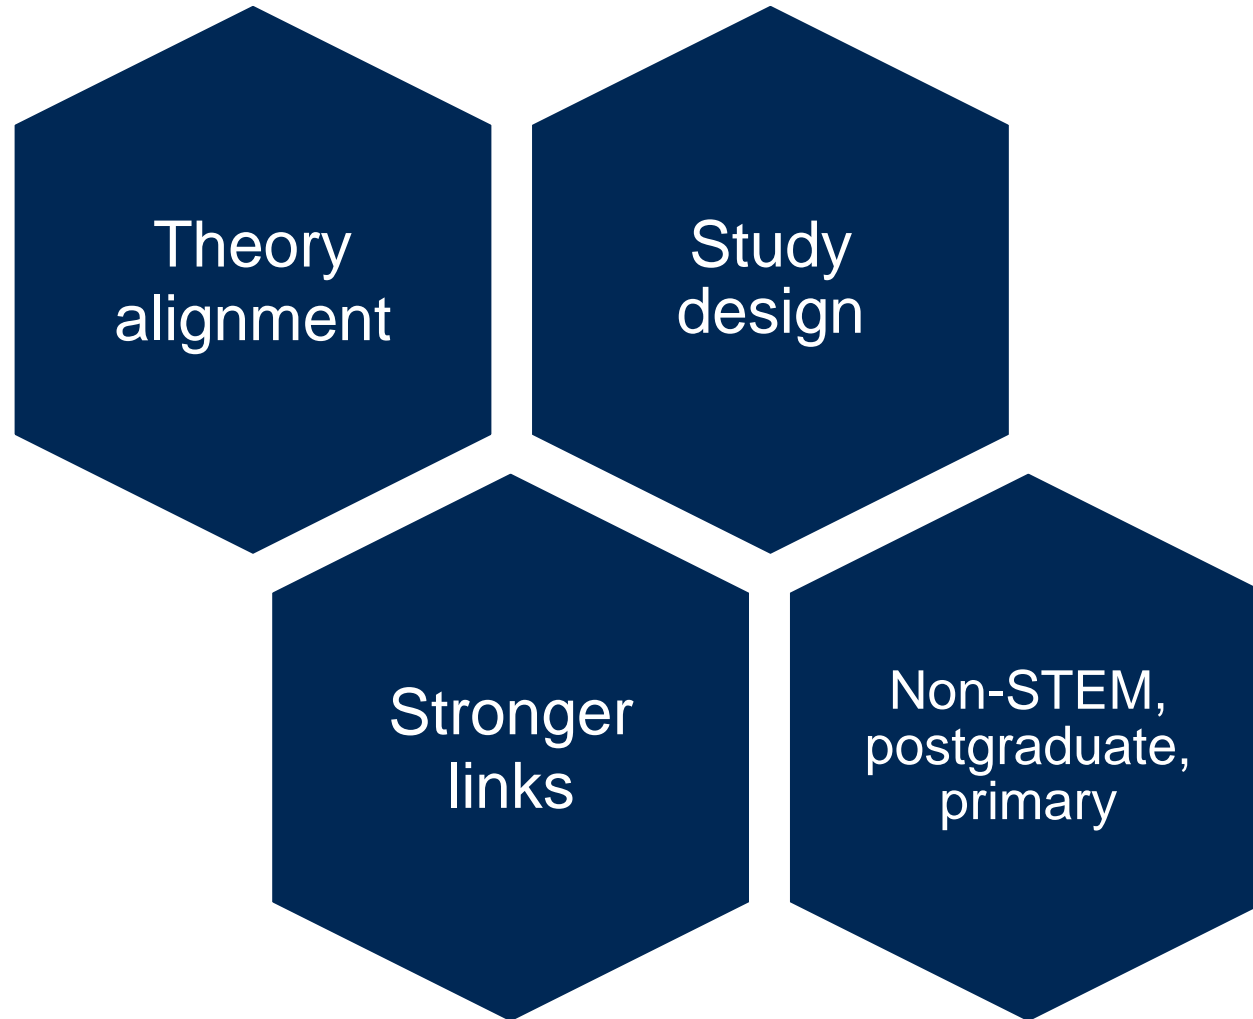 Theory
alignment
Study
design
Stronger
links
Non-STEM,
postgraduate,
primary